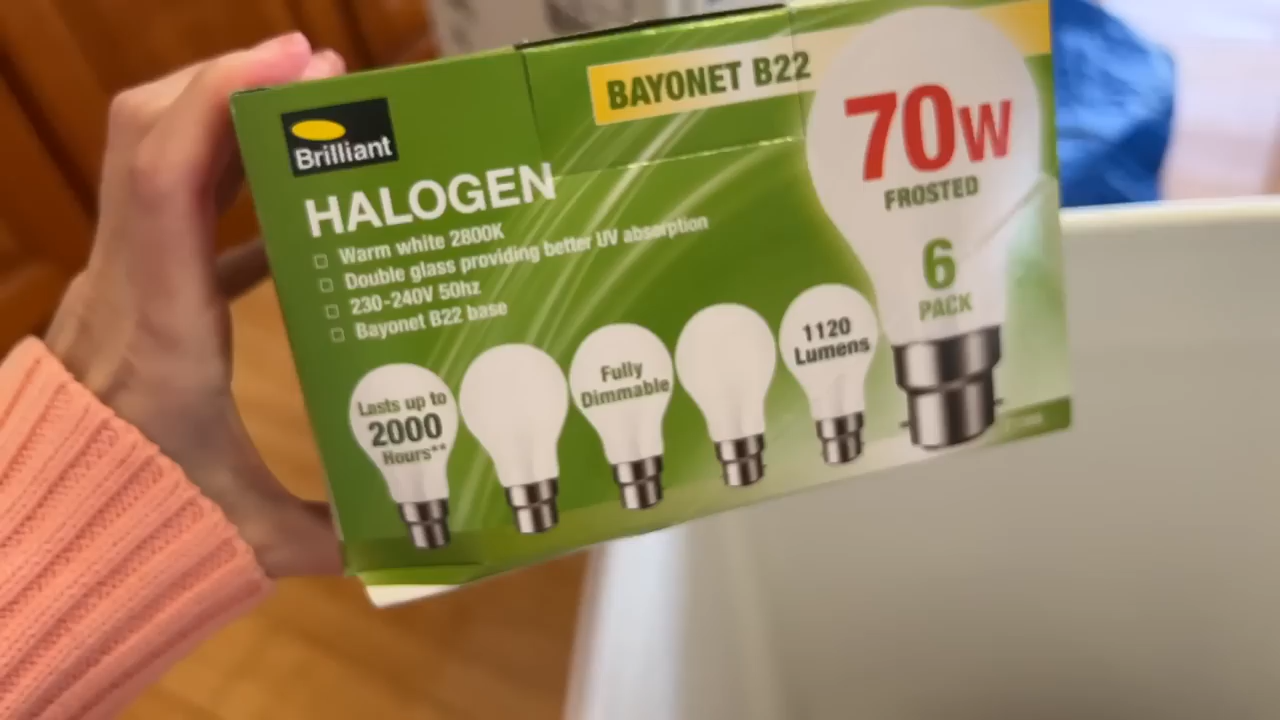 Brilliant
BAYONET B22
HALOGEN
Warm white 2800K
Double glass providing better UV absorption
230-240V 50hz
Bayonet B22 base
70W
FROSTED
6
PACK
Lasts up to
2000
Hours**
Fully
Dimmable
1120
Lumens